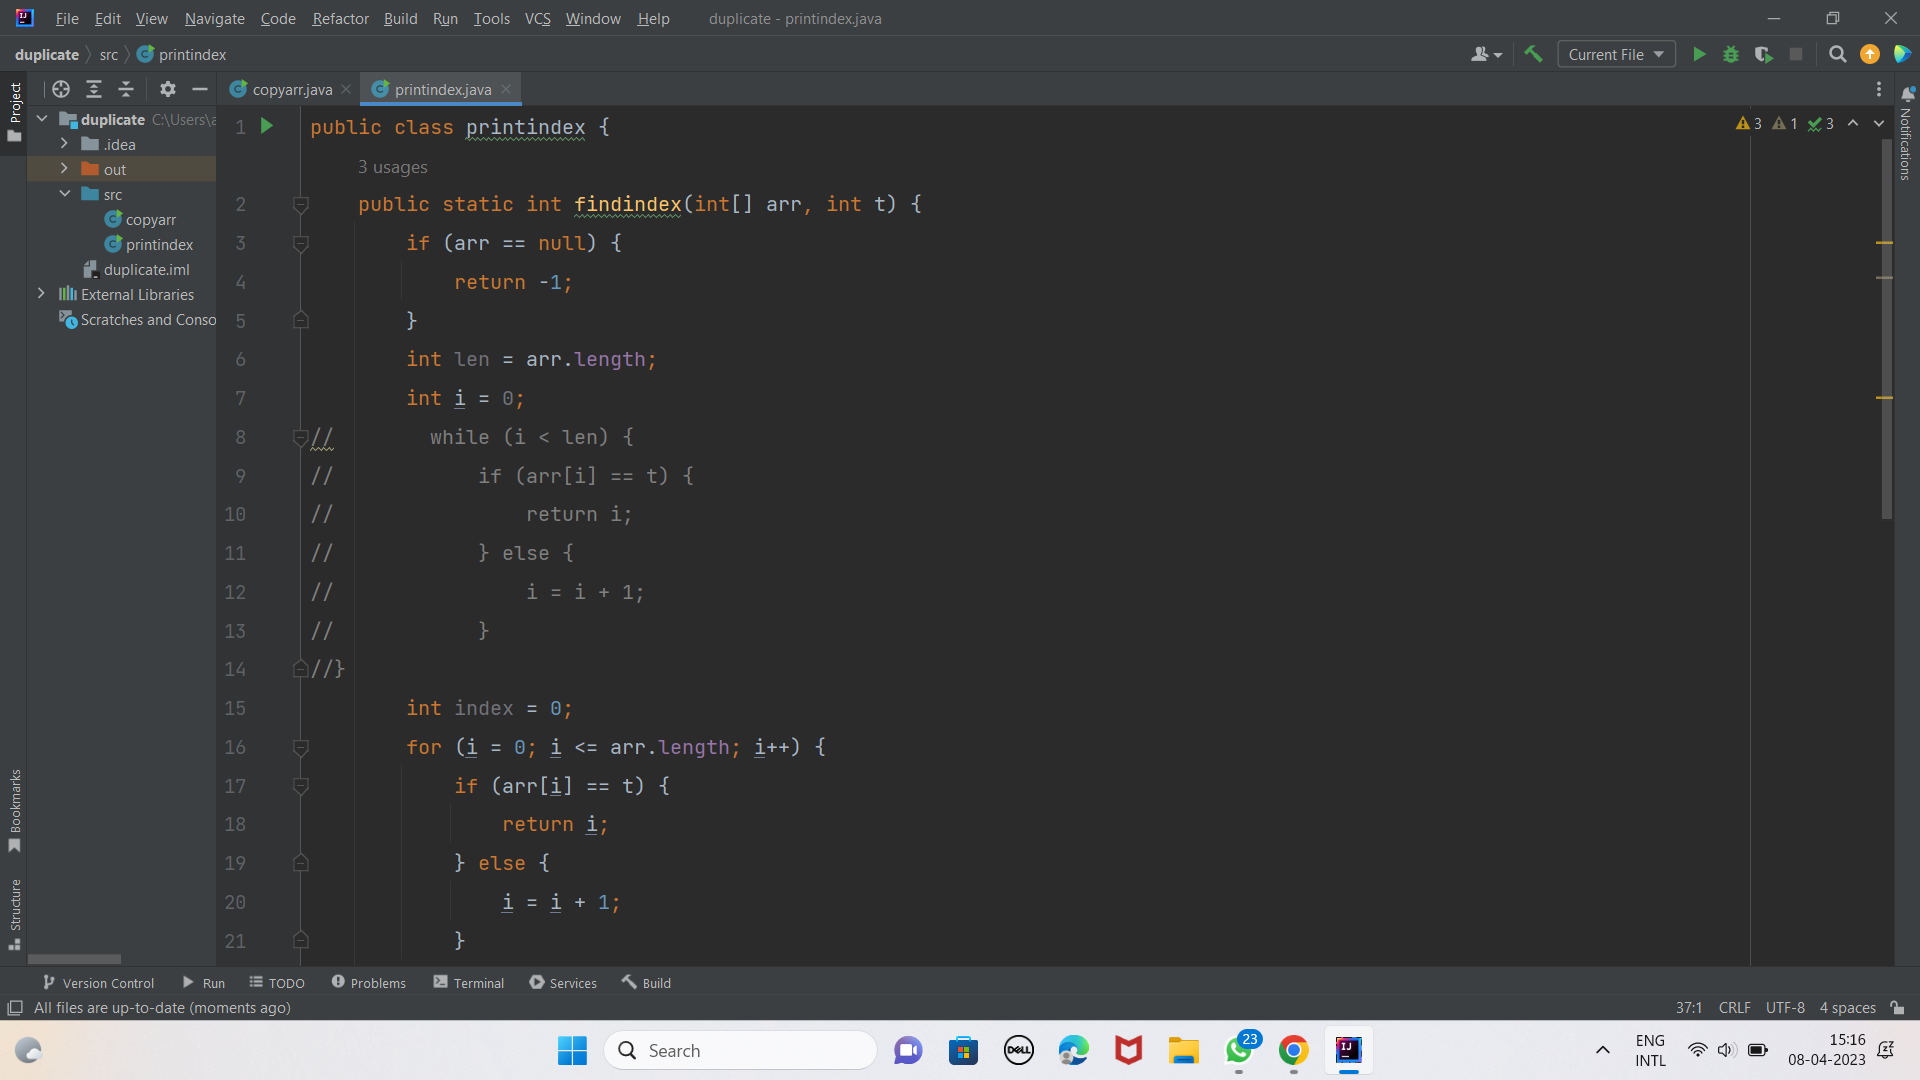 File Edit View Navigate Code Refactor Build Run Tools VCS Window Help duplicate - printindex.java
duplicate src printindex Current File
Project
copyarr.java printindex.java
duplicate C:\Users\a
.idea
out
src
copyarr
printindex
duplicate.iml
External Libraries
Scratches and Conso
3 1 3
Notifications
1 public class printindex {
3 usages
2 public static int findindex(int[] arr, int t) {
3 if (arr == null) {
4 return -1;
5 }
6 int len = arr.length;
7 int i = 0;
8 // while (i < len) {
9 // if (arr[i] == t) {
10 // return i;
11 // } else {
12 // i = i + 1;
13 // }
14 //}
15 int index = 0;
16 for (i = 0; i <= arr.length; i++) {
17 if (arr[i] == t) {
18 return i;
19 } else {
20 i = i + 1;
21 }
Bookmarks
Structure
Version Control Run TODO Problems Terminal Services Build
All files are up-to-date (moments ago) 37:1 CRLF UTF-8 4 spaces
Search DELL 23 IJ ENG
INTL
15:16
08-04-2023